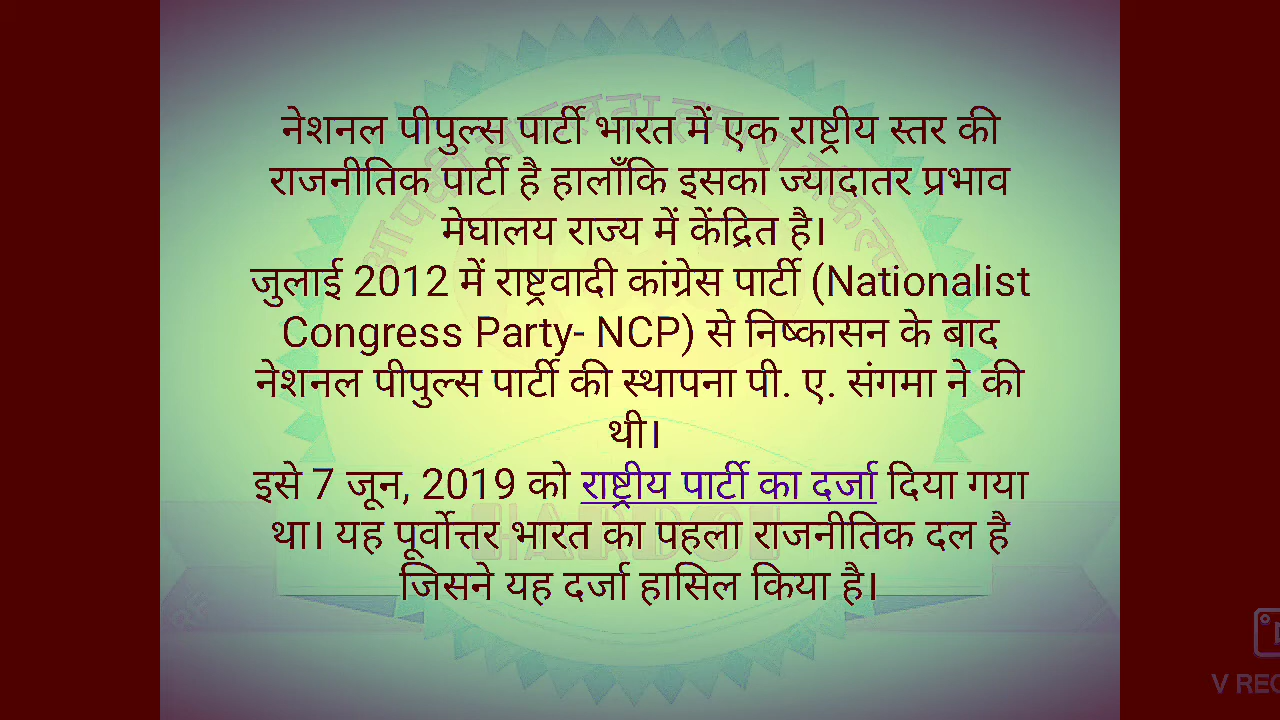 नेशनल पीपुल्स पार्टी भारत में एक राष्ट्रीय स्तर की
राजनीतिक पार्टी है हालाँकि इसका ज्यादातर प्रभाव
मेघालय राज्य में केंद्रित है।
जुलाई 2012 में राष्ट्रवादी कांग्रेस पार्टी (Nationalist
Congress Party- NCP) से निष्कासन के बाद
नेशनल पीपुल्स पार्टी की स्थापना पी. ए. संगमा ने की
थी।
इसे 7 जून, 2019 को राष्ट्रीय पार्टी का दर्जा दिया गया
था। यह पूर्वोत्तर भारत का पहला राजनीतिक दल है
जिसने यह दर्जा हासिल किया है।
HARDOI
V REC